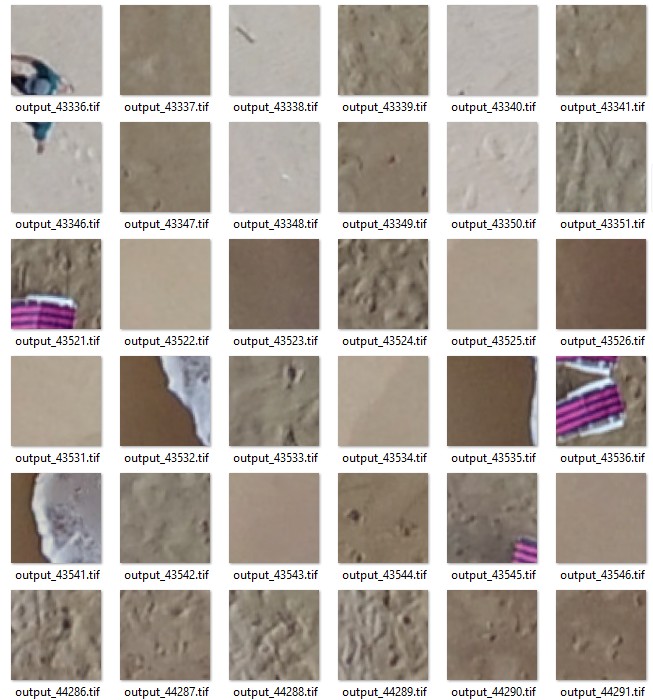 output_43336.tif output_43337.tif output_43338.tif output_43339.tif output_43340.tif output_43341.tif
output_43346.tif output_43347.tif output_43348.tif output_43349.tif output_43350.tif output_43351.tif
output_43521.tif output_43522.tif output_43523.tif output_43524.tif output_43525.tif output_43526.tif
output_43531.tif output_43532.tif output_43533.tif output_43534.tif output_43535.tif output_43536.tif
output_43541.tif output_43542.tif output_43543.tif output_43544.tif output_43545.tif output_43546.tif
output_44286.tif output_44287.tif output_44288.tif output_44289.tif output_44290.tif output_44291.tif